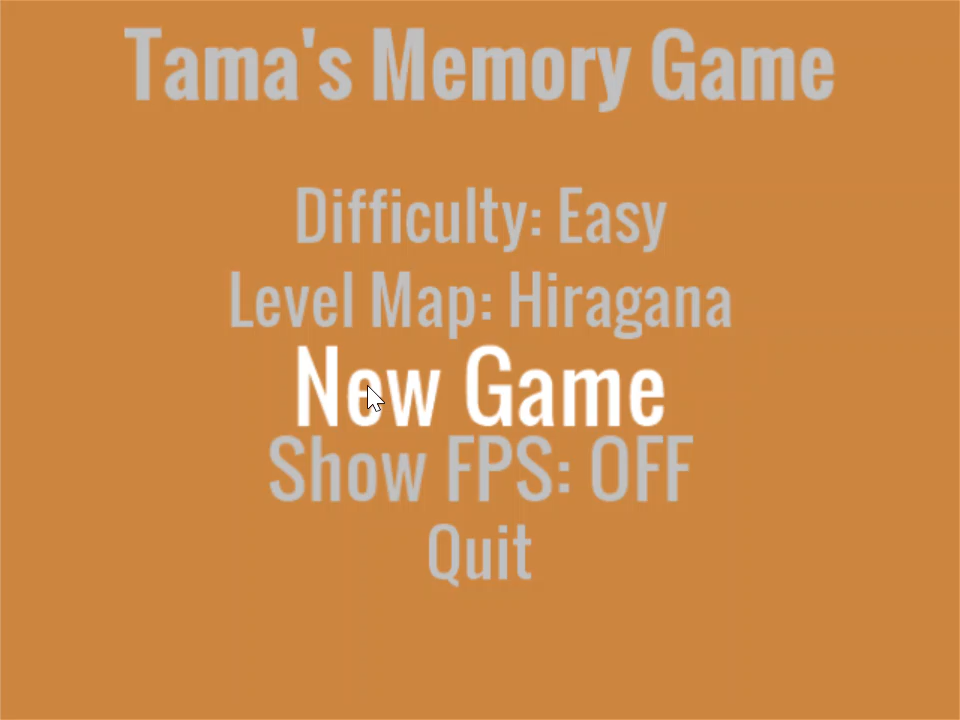 Tama's Memory Game
Difficulty: Easy
Level Map: Hiragana
New Game
Show FPS: OFF
Quit